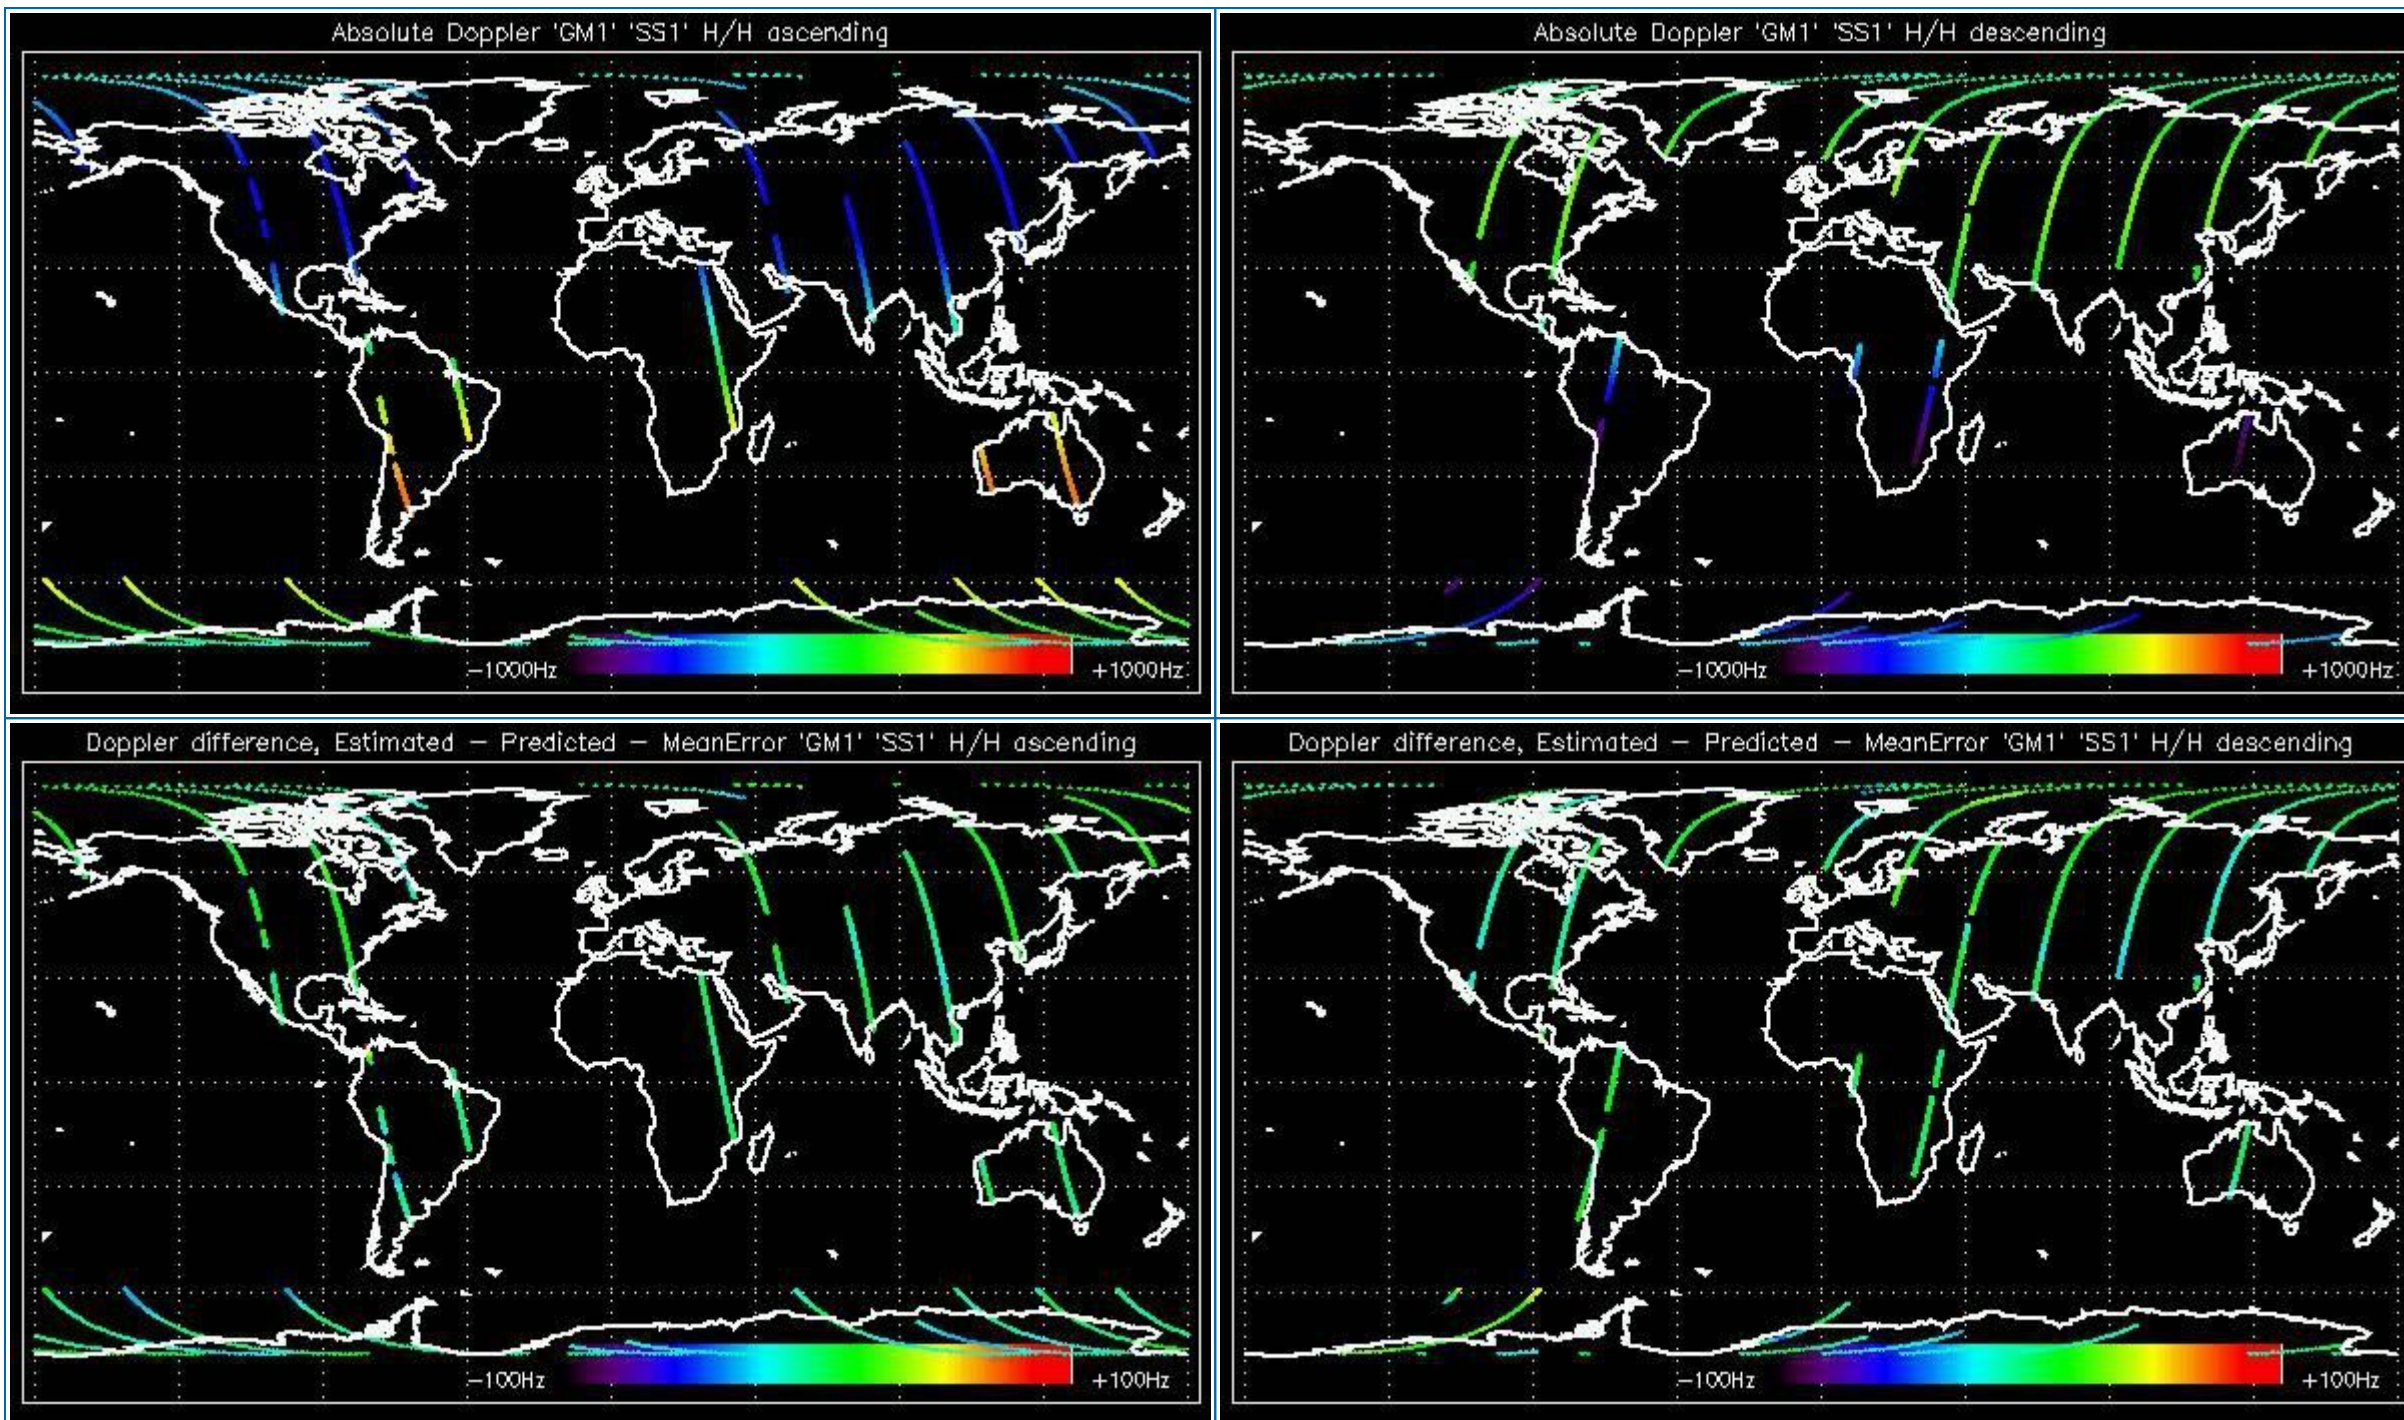 Absolute Doppler 'GM1' 'SS1' H/H ascending
-1000Hz
+1000Hz
Absolute Doppler 'GM1' 'SS1' H/H descending
-1000Hz
+1000Hz
Doppler difference, Estimated - Predicted - MeanError 'GM1' 'SS1' H/H ascending
-100Hz
+100Hz
Doppler difference, Estimated - Predicted - MeanError 'GM1' 'SS1' H/H descending
-100Hz
+100Hz